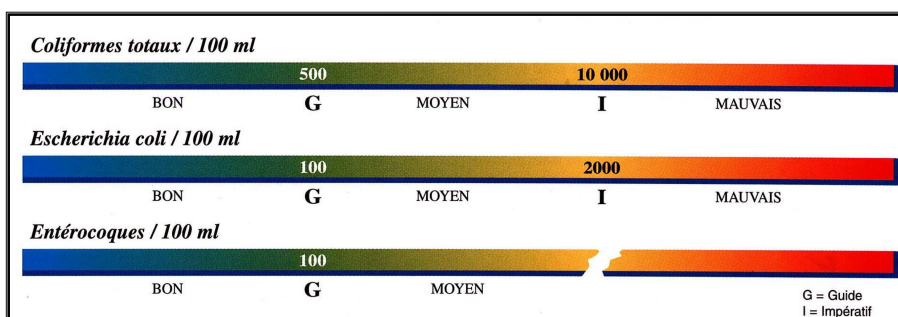 Coliformes totaux / 100 ml
500 10 000
BON G MOYEN I MAUVAIS
Escherichia coli / 100 ml
100 2000
BON G MOYEN I MAUVAIS
Entérocoques / 100 ml
100
BON G MOYEN
G = Guide
I = Impératif